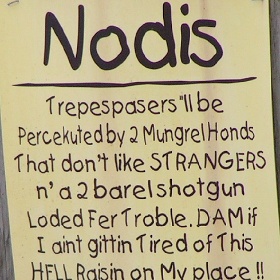 Nodis
Trepespasers "ll be
Percekuted by 2 Mungrel Honds
That don't like STRANGERS
n' a 2 barel shotgun
Loded Fer Troble. DAM if
I aint gittin Tired of This
HELL Raisin on My place !!